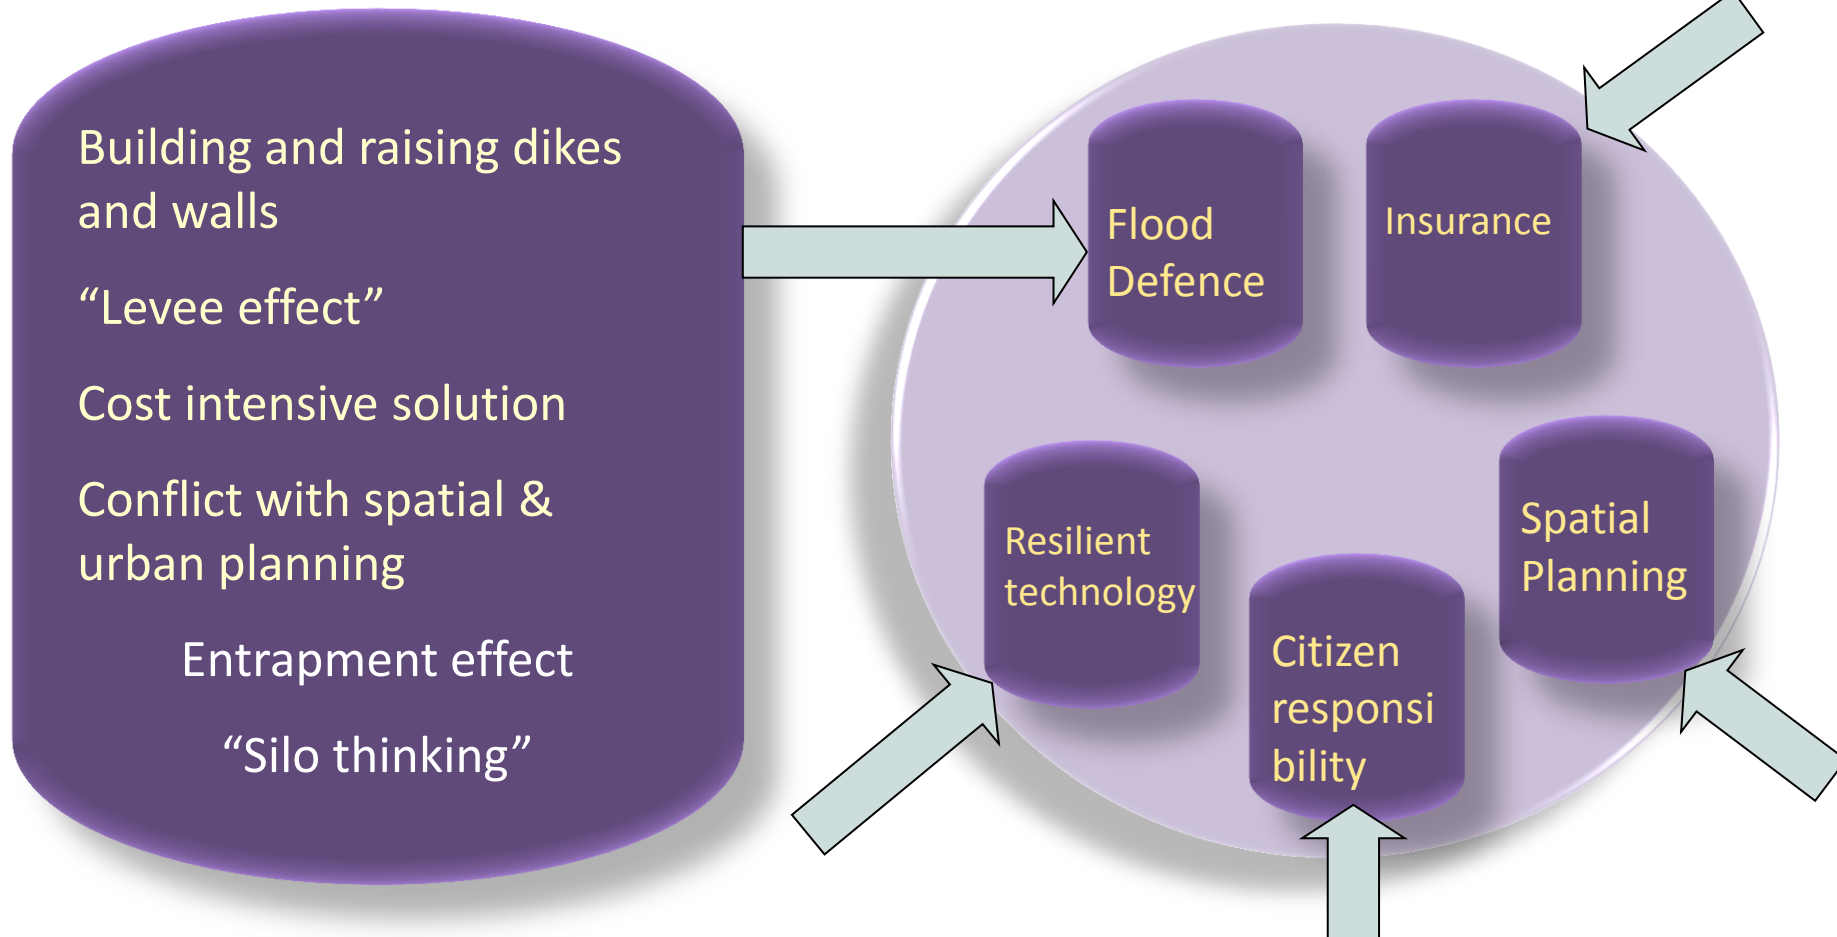 Building and raising dikes
and walls
“Levee effect”
Cost intensive solution
Conflict with spatial &
urban planning
Entrapment effect
“Silo thinking”
Flood
Defence
Insurance
Resilient
technology
Citizen
responsi
bility
Spatial
Planning